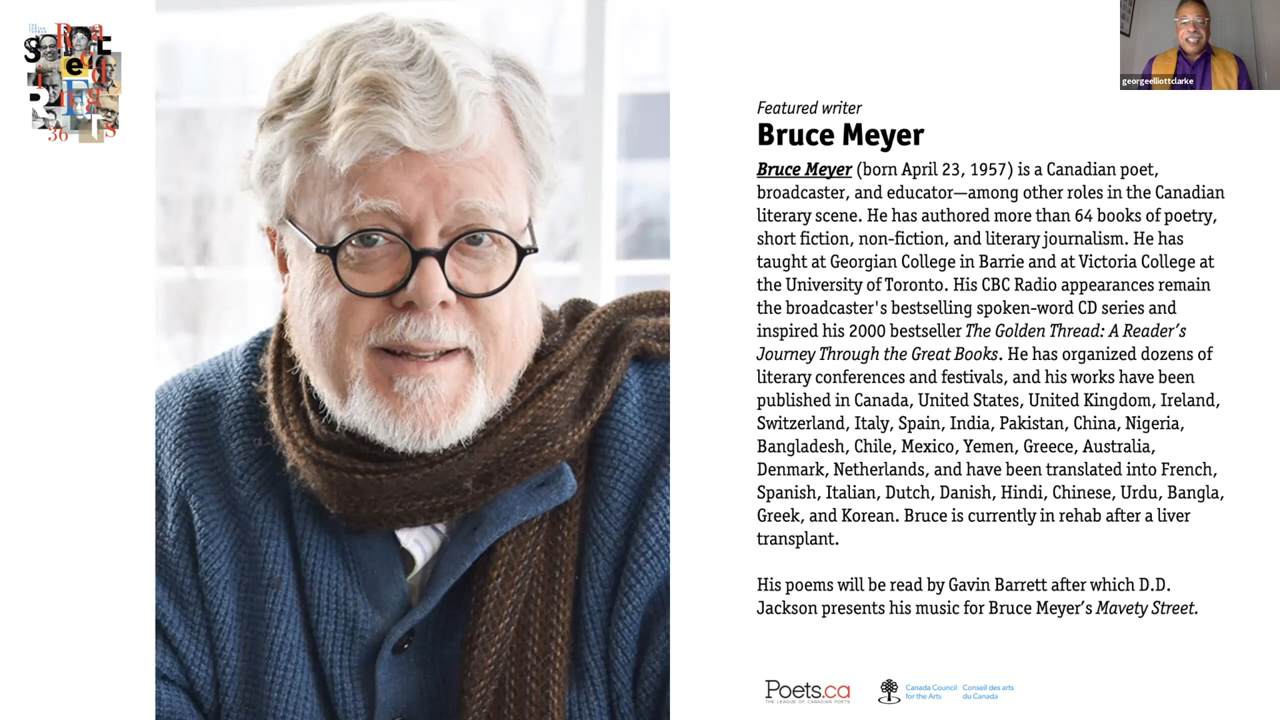 36
georgeelliottclarke
Featured writer
Bruce Meyer
Bruce Meyer (born April 23, 1957) is a Canadian poet,
broadcaster, and educator—among other roles in the Canadian
literary scene. He has authored more than 64 books of poetry,
short fiction, non-fiction, and literary journalism. He has
taught at Georgian College in Barrie and at Victoria College at
the University of Toronto. His CBC Radio appearances remain
the broadcaster's bestselling spoken-word CD series and
inspired his 2000 bestseller The Golden Thread: A Reader’s
Journey Through the Great Books. He has organized dozens of
literary conferences and festivals, and his works have been
published in Canada, United States, United Kingdom, Ireland,
Switzerland, Italy, Spain, India, Pakistan, China, Nigeria,
Bangladesh, Chile, Mexico, Yemen, Greece, Australia,
Denmark, Netherlands, and have been translated into French,
Spanish, Italian, Dutch, Danish, Hindi, Chinese, Urdu, Bangla,
Greek, and Korean. Bruce is currently in rehab after a liver
transplant.
His poems will be read by Gavin Barrett after which D.D.
Jackson presents his music for Bruce Meyer’s Mavety Street.
Poets.ca
THE LEAGUE OF CANADIAN POETS
Canada Council Conseil des arts
for the Arts du Canada